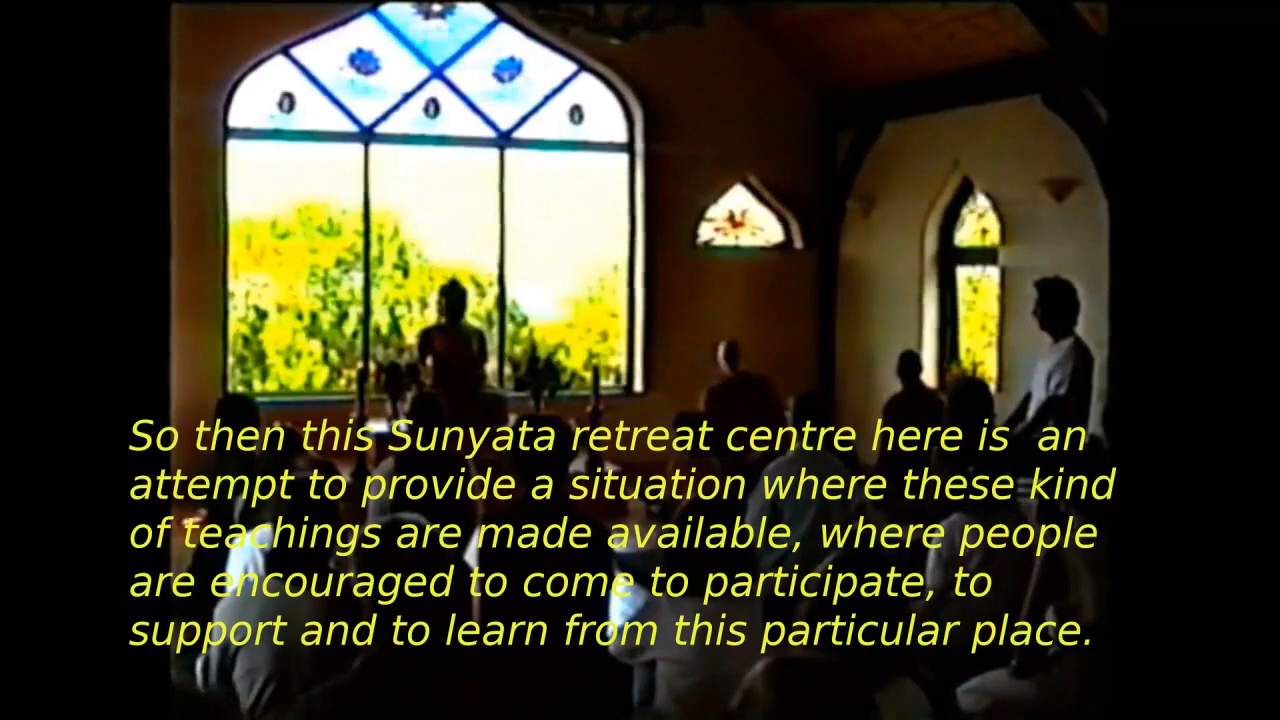 So then this Sunyata retreat centre here is  an
attempt to provide a situation where these kind
of teachings are made available, where people
are encouraged to come to participate, to
support and to learn from this particular place.